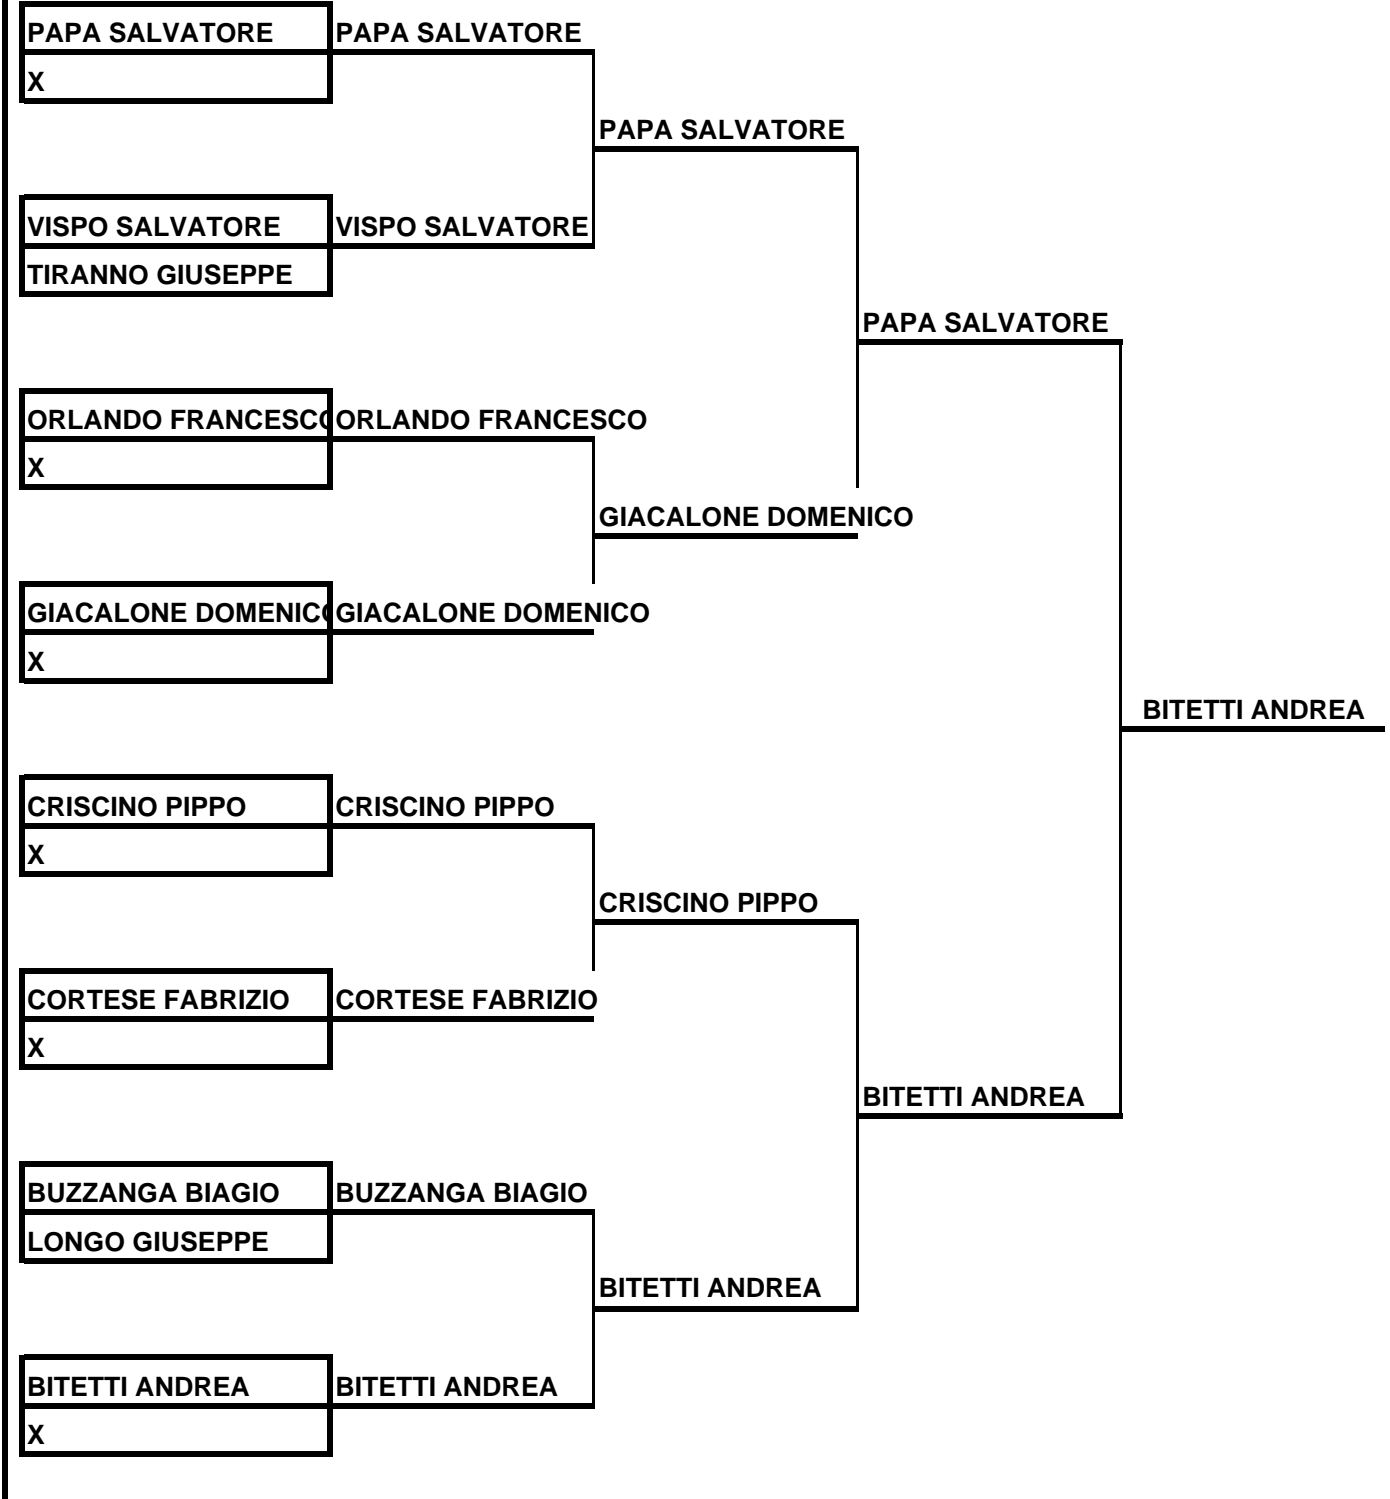 PAPA SALVATORE PAPA SALVATORE
X
PAPA SALVATORE
VISPO SALVATORE VISPO SALVATORE
TIRANNO GIUSEPPE
PAPA SALVATORE
ORLANDO FRANCESCO ORLANDO FRANCESCO
X
GIACALONE DOMENICO
GIACALONE DOMENICO GIACALONE DOMENICO
X
BITETTI ANDREA
CRISCINO PIPPO CRISCINO PIPPO
X
CRISCINO PIPPO
CORTESE FABRIZIO CORTESE FABRIZIO
X
BITETTI ANDREA
BUZZANGA BIAGIO BUZZANGA BIAGIO
LONGO GIUSEPPE
BITETTI ANDREA
BITETTI ANDREA BITETTI ANDREA
X